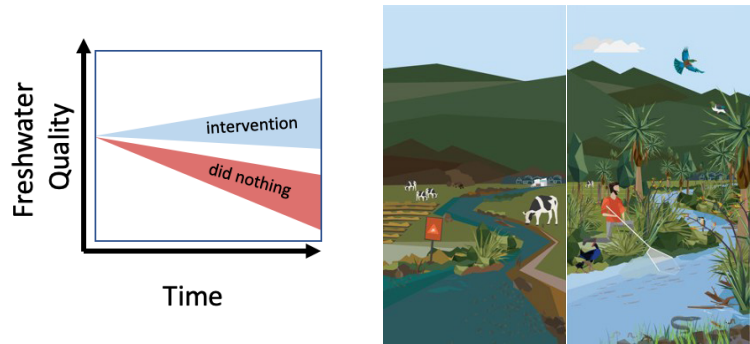 Freshwater
Quality
intervention
did nothing
Time